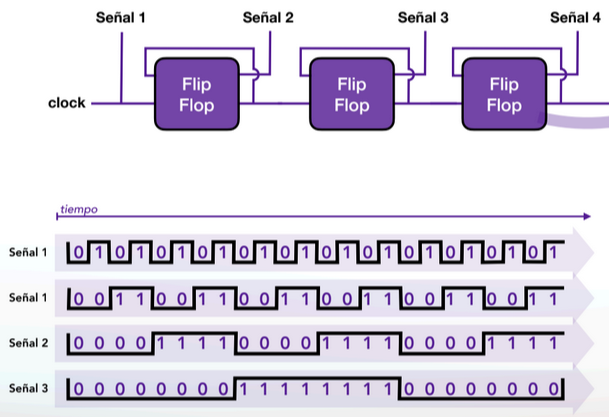 Señal 1 Señal 2 Señal 3 Señal 4
clock Flip Flop Flip Flop Flip Flop
tiempo
Señal 1 0 1 0 1 0 1 0 1 0 1 0 1 0 1 0 1 0 1 0 1 0 1 0 1
Señal 1 0 0 1 1 0 0 1 1 0 0 1 1 0 0 1 1 0 0 1 1 0 0 1 1
Señal 2 0 0 0 0 1 1 1 1 0 0 0 0 1 1 1 1 0 0 0 0 1 1 1 1
Señal 3 0 0 0 0 0 0 0 0 1 1 1 1 1 1 1 1 0 0 0 0 0 0 0 0